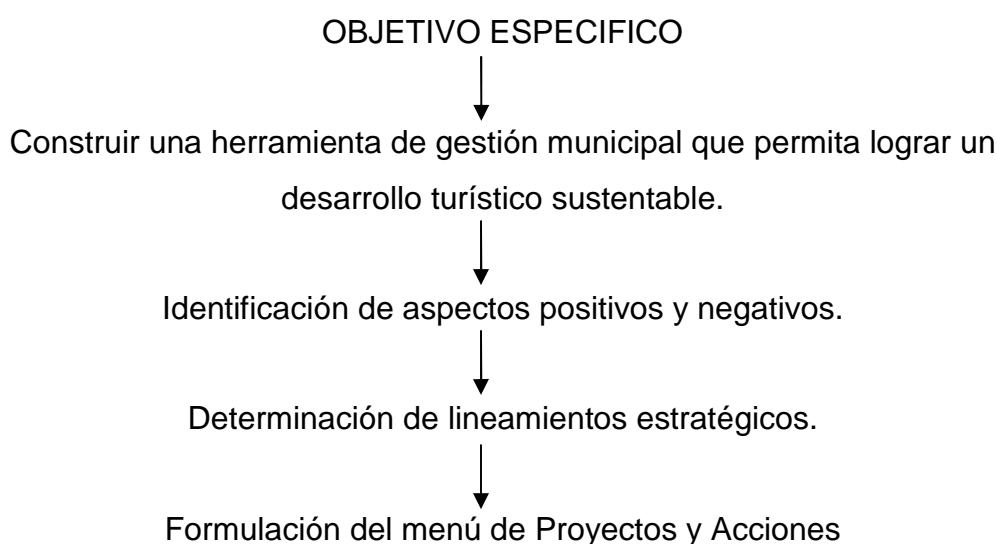 OBJETIVO ESPECIFICO
Construir una herramienta de gestión municipal que permita lograr un
desarrollo turístico sustentable.
Identificación de aspectos positivos y negativos.
Determinación de lineamientos estratégicos.
Formulación del menú de Proyectos y Acciones